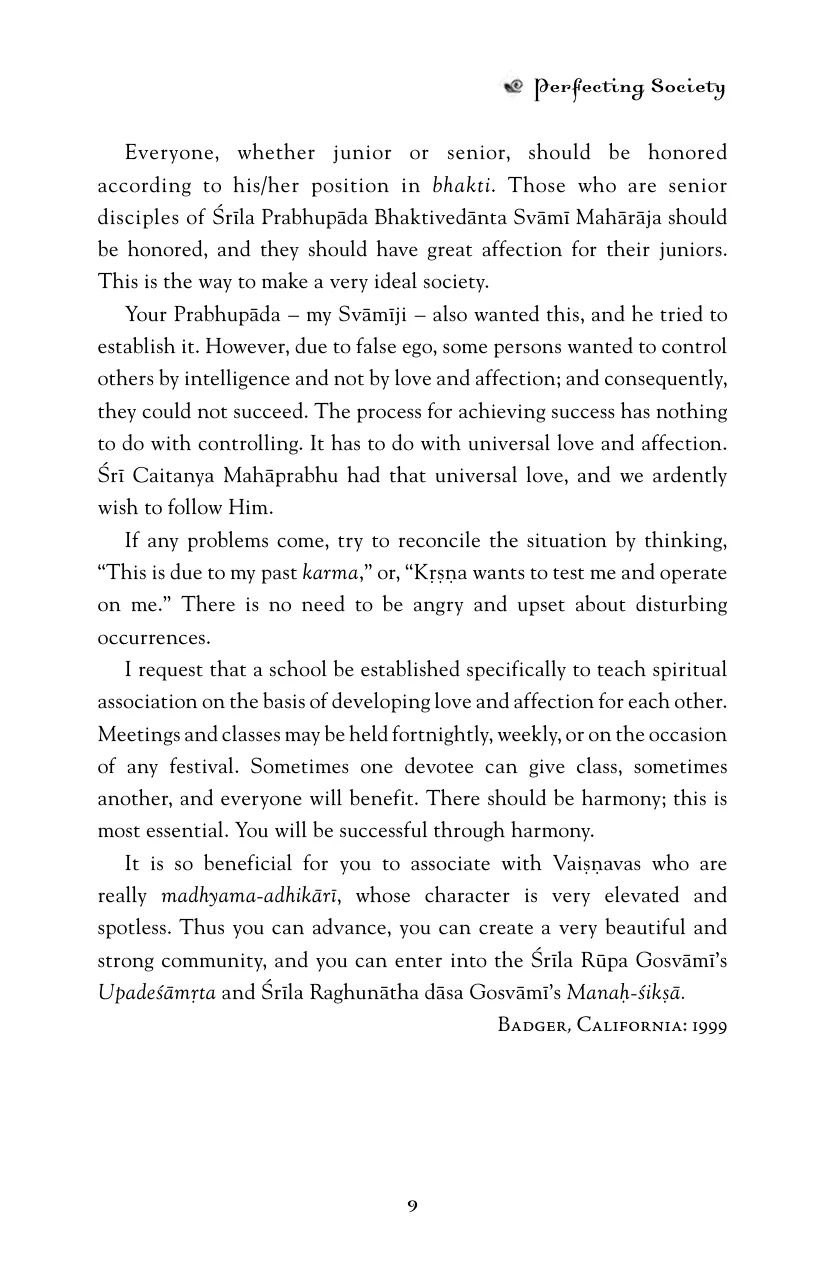 Perfecting Society
Everyone, whether junior or senior, should be honored
according to his/her position in bhakti. Those who are senior
disciples of Śrīla Prabhupāda Bhaktivedānta Svāmī Mahārāja should
be honored, and they should have great affection for their juniors.
This is the way to make a very ideal society.
Your Prabhupāda – my Svāmīji – also wanted this, and he tried to
establish it. However, due to false ego, some persons wanted to control
others by intelligence and not by love and affection; and consequently,
they could not succeed. The process for achieving success has nothing
to do with controlling. It has to do with universal love and affection.
Śrī Caitanya Mahāprabhu had that universal love, and we ardently
wish to follow Him.
If any problems come, try to reconcile the situation by thinking,
“This is due to my past karma,” or, “Kṛṣṇa wants to test me and operate
on me.” There is no need to be angry and upset about disturbing
occurrences.
I request that a school be established specifically to teach spiritual
association on the basis of developing love and affection for each other.
Meetings and classes may be held fortnightly, weekly, or on the occasion
of any festival. Sometimes one devotee can give class, sometimes
another, and everyone will benefit. There should be harmony; this is
most essential. You will be successful through harmony.
It is so beneficial for you to associate with Vaiṣṇavas who are
really madhyama-adhikārī, whose character is very elevated and
spotless. Thus you can advance, you can create a very beautiful and
strong community, and you can enter into the Śrīla Rūpa Gosvāmī’s
Upadeśāmṛta and Śrīla Raghunātha dāsa Gosvāmī’s Manaḥ-śikṣā.
Badger, California: 1999
9